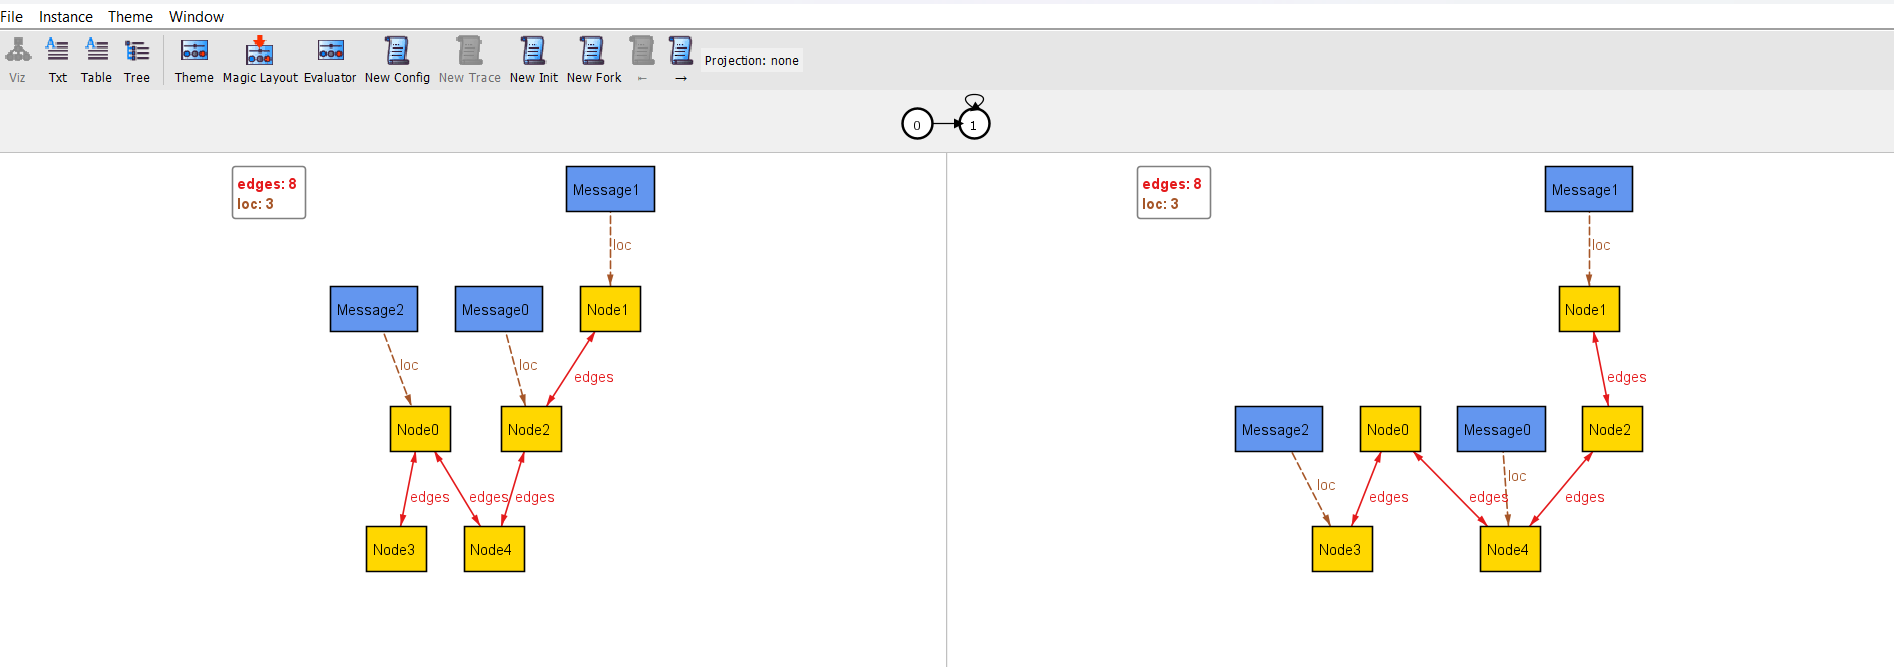 File Instance Theme Window
Viz Txt Table Tree Theme Magic Layout Evaluator New Config New Trace New Init New Fork ← → Projection: none
0 1
edges: 8
loc: 3
Message1
loc
Message2 Message0 Node1
loc loc edges
Node0 Node2
edges edges edges
Node3 Node4
edges: 8
loc: 3
Message1
loc
Node1
edges
Message2 Node0 Message0 Node2
loc edges edges loc edges
Node3 Node4